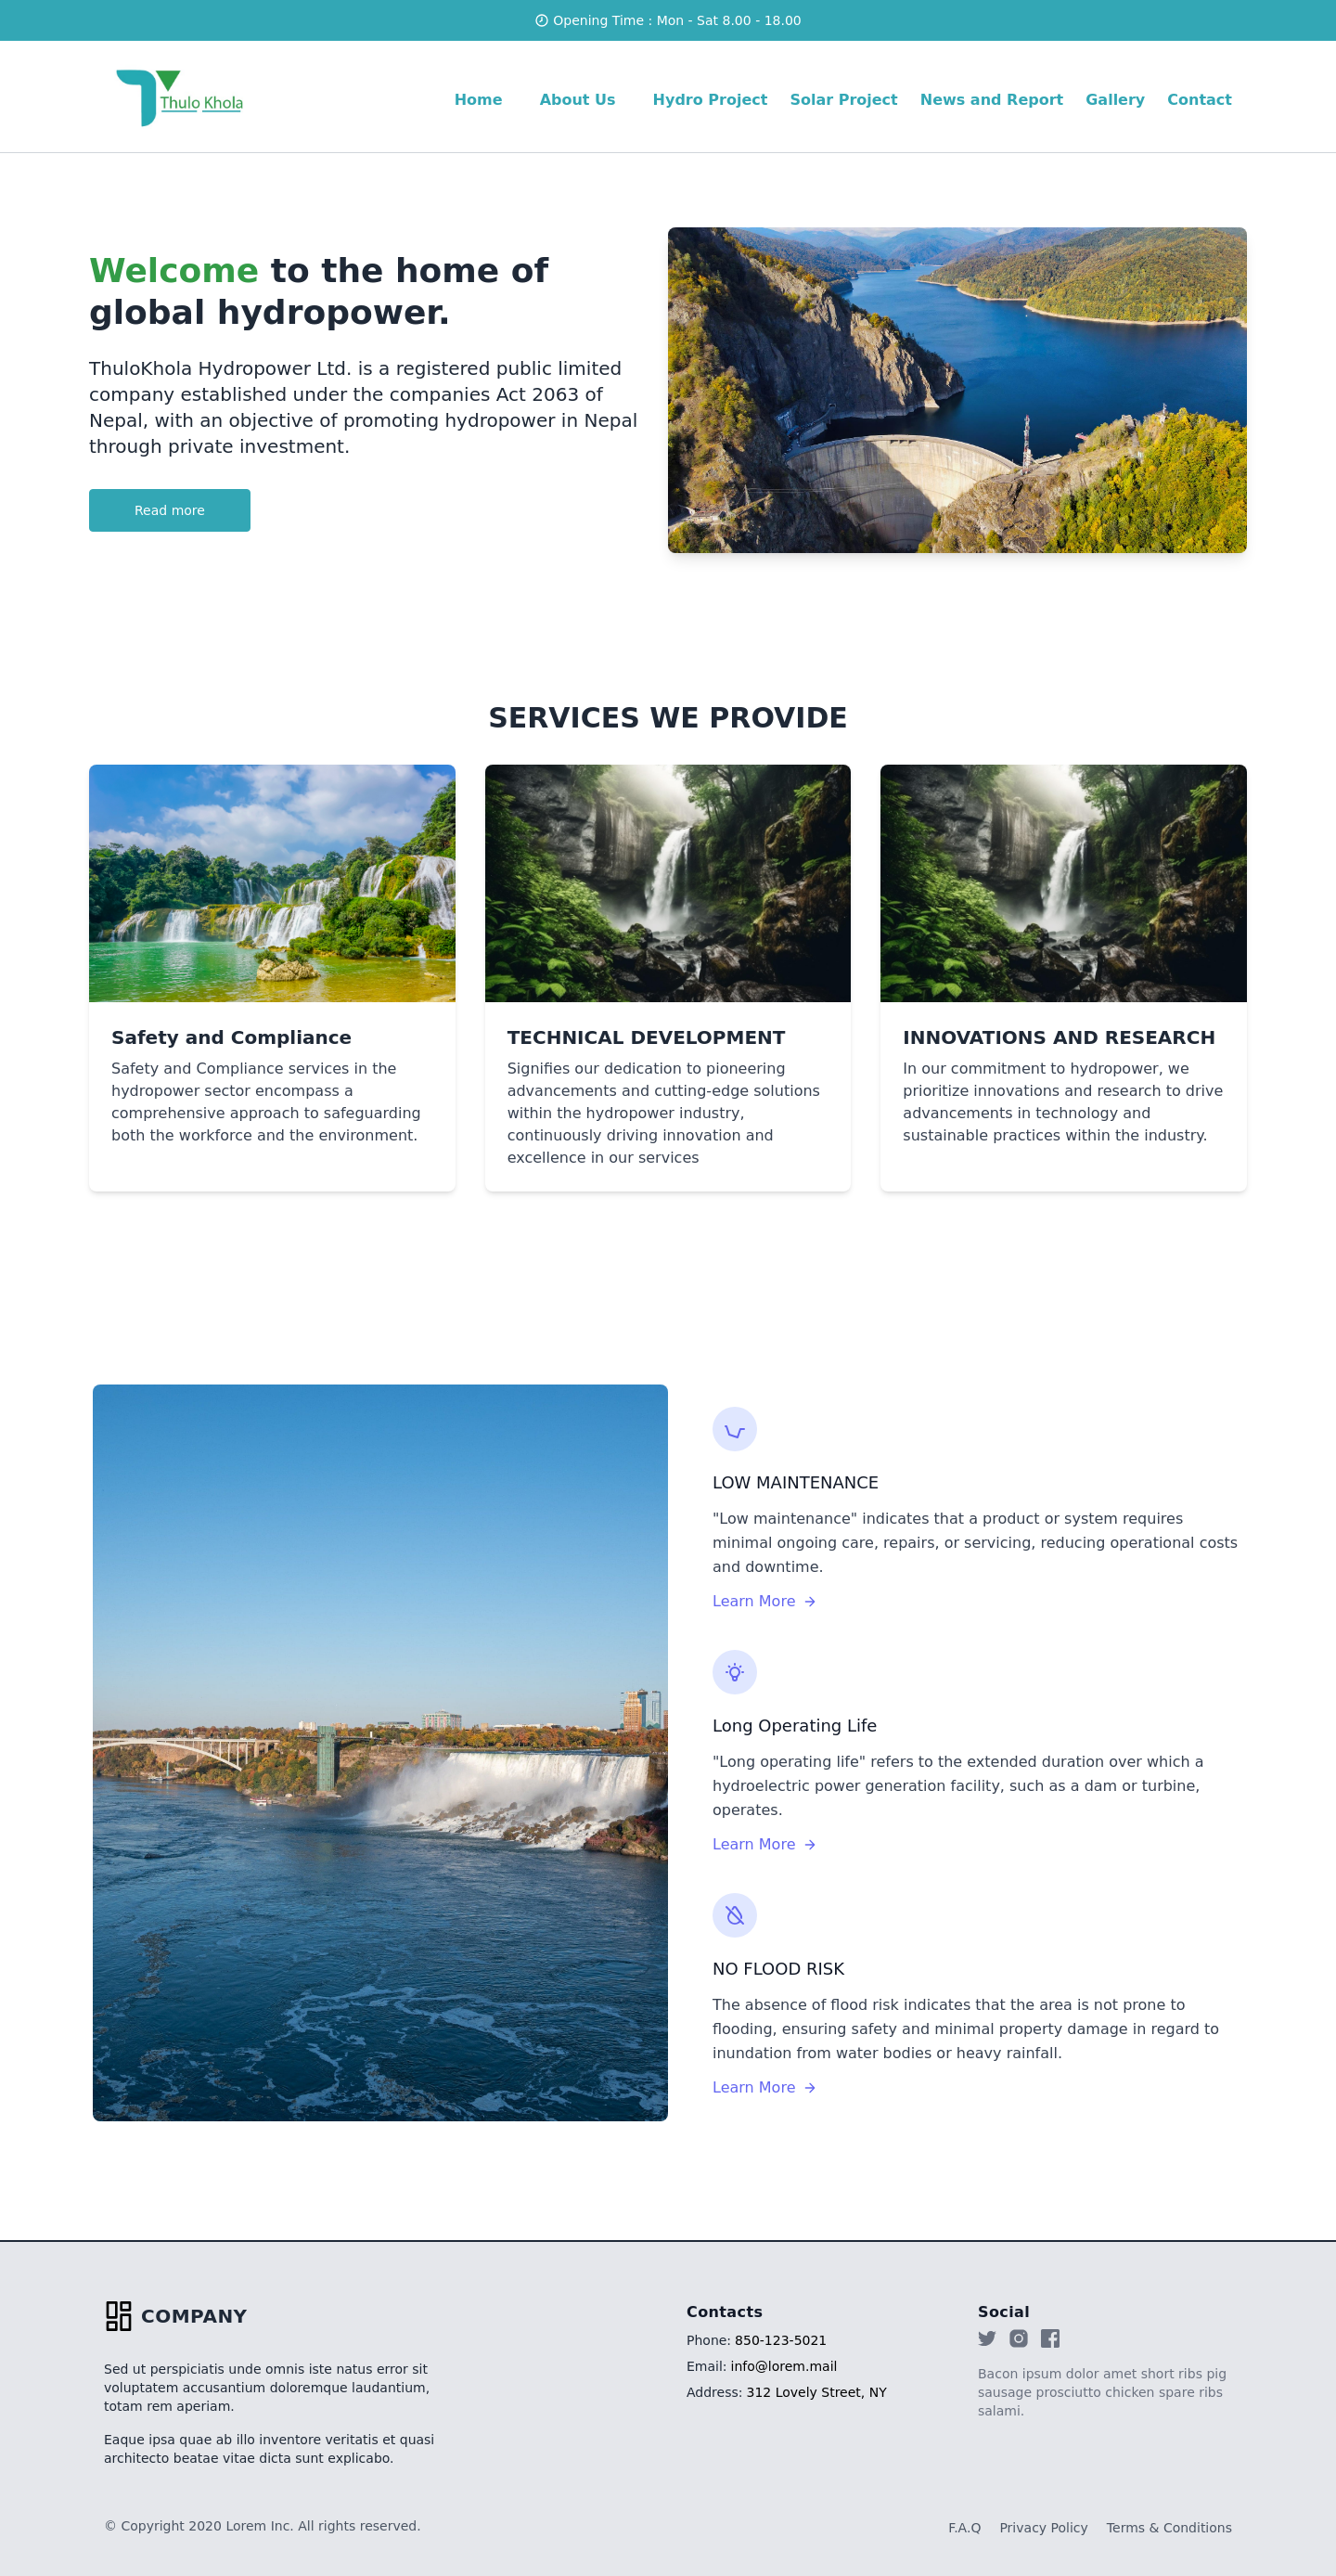 Opening Time : Mon - Sat 8.00 - 18.00
Thulo Khola
Home About Us Hydro Project Solar Project News and Report Gallery Contact
Welcome to the home of
global hydropower.
ThuloKhola Hydropower Ltd. is a registered public limited
company established under the companies Act 2063 of
Nepal, with an objective of promoting hydropower in Nepal
through private investment.
Read more
SERVICES WE PROVIDE
Safety and Compliance
Safety and Compliance services in the
hydropower sector encompass a
comprehensive approach to safeguarding
both the workforce and the environment.
TECHNICAL DEVELOPMENT
Signifies our dedication to pioneering
advancements and cutting-edge solutions
within the hydropower industry,
continuously driving innovation and
excellence in our services
INNOVATIONS AND RESEARCH
In our commitment to hydropower, we
prioritize innovations and research to drive
advancements in technology and
sustainable practices within the industry.
LOW MAINTENANCE
"Low maintenance" indicates that a product or system requires
minimal ongoing care, repairs, or servicing, reducing operational costs
and downtime.
Learn More
Long Operating Life
"Long operating life" refers to the extended duration over which a
hydroelectric power generation facility, such as a dam or turbine,
operates.
Learn More
NO FLOOD RISK
The absence of flood risk indicates that the area is not prone to
flooding, ensuring safety and minimal property damage in regard to
inundation from water bodies or heavy rainfall.
Learn More
COMPANY
Sed ut perspiciatis unde omnis iste natus error sit
voluptatem accusantium doloremque laudantium,
totam rem aperiam.
Eaque ipsa quae ab illo inventore veritatis et quasi
architecto beatae vitae dicta sunt explicabo.
Contacts
Phone: 850-123-5021
Email: info@lorem.mail
Address: 312 Lovely Street, NY
Social
Bacon ipsum dolor amet short ribs pig
sausage prosciutto chicken spare ribs
salami.
© Copyright 2020 Lorem Inc. All rights reserved.
F.A.Q Privacy Policy Terms & Conditions